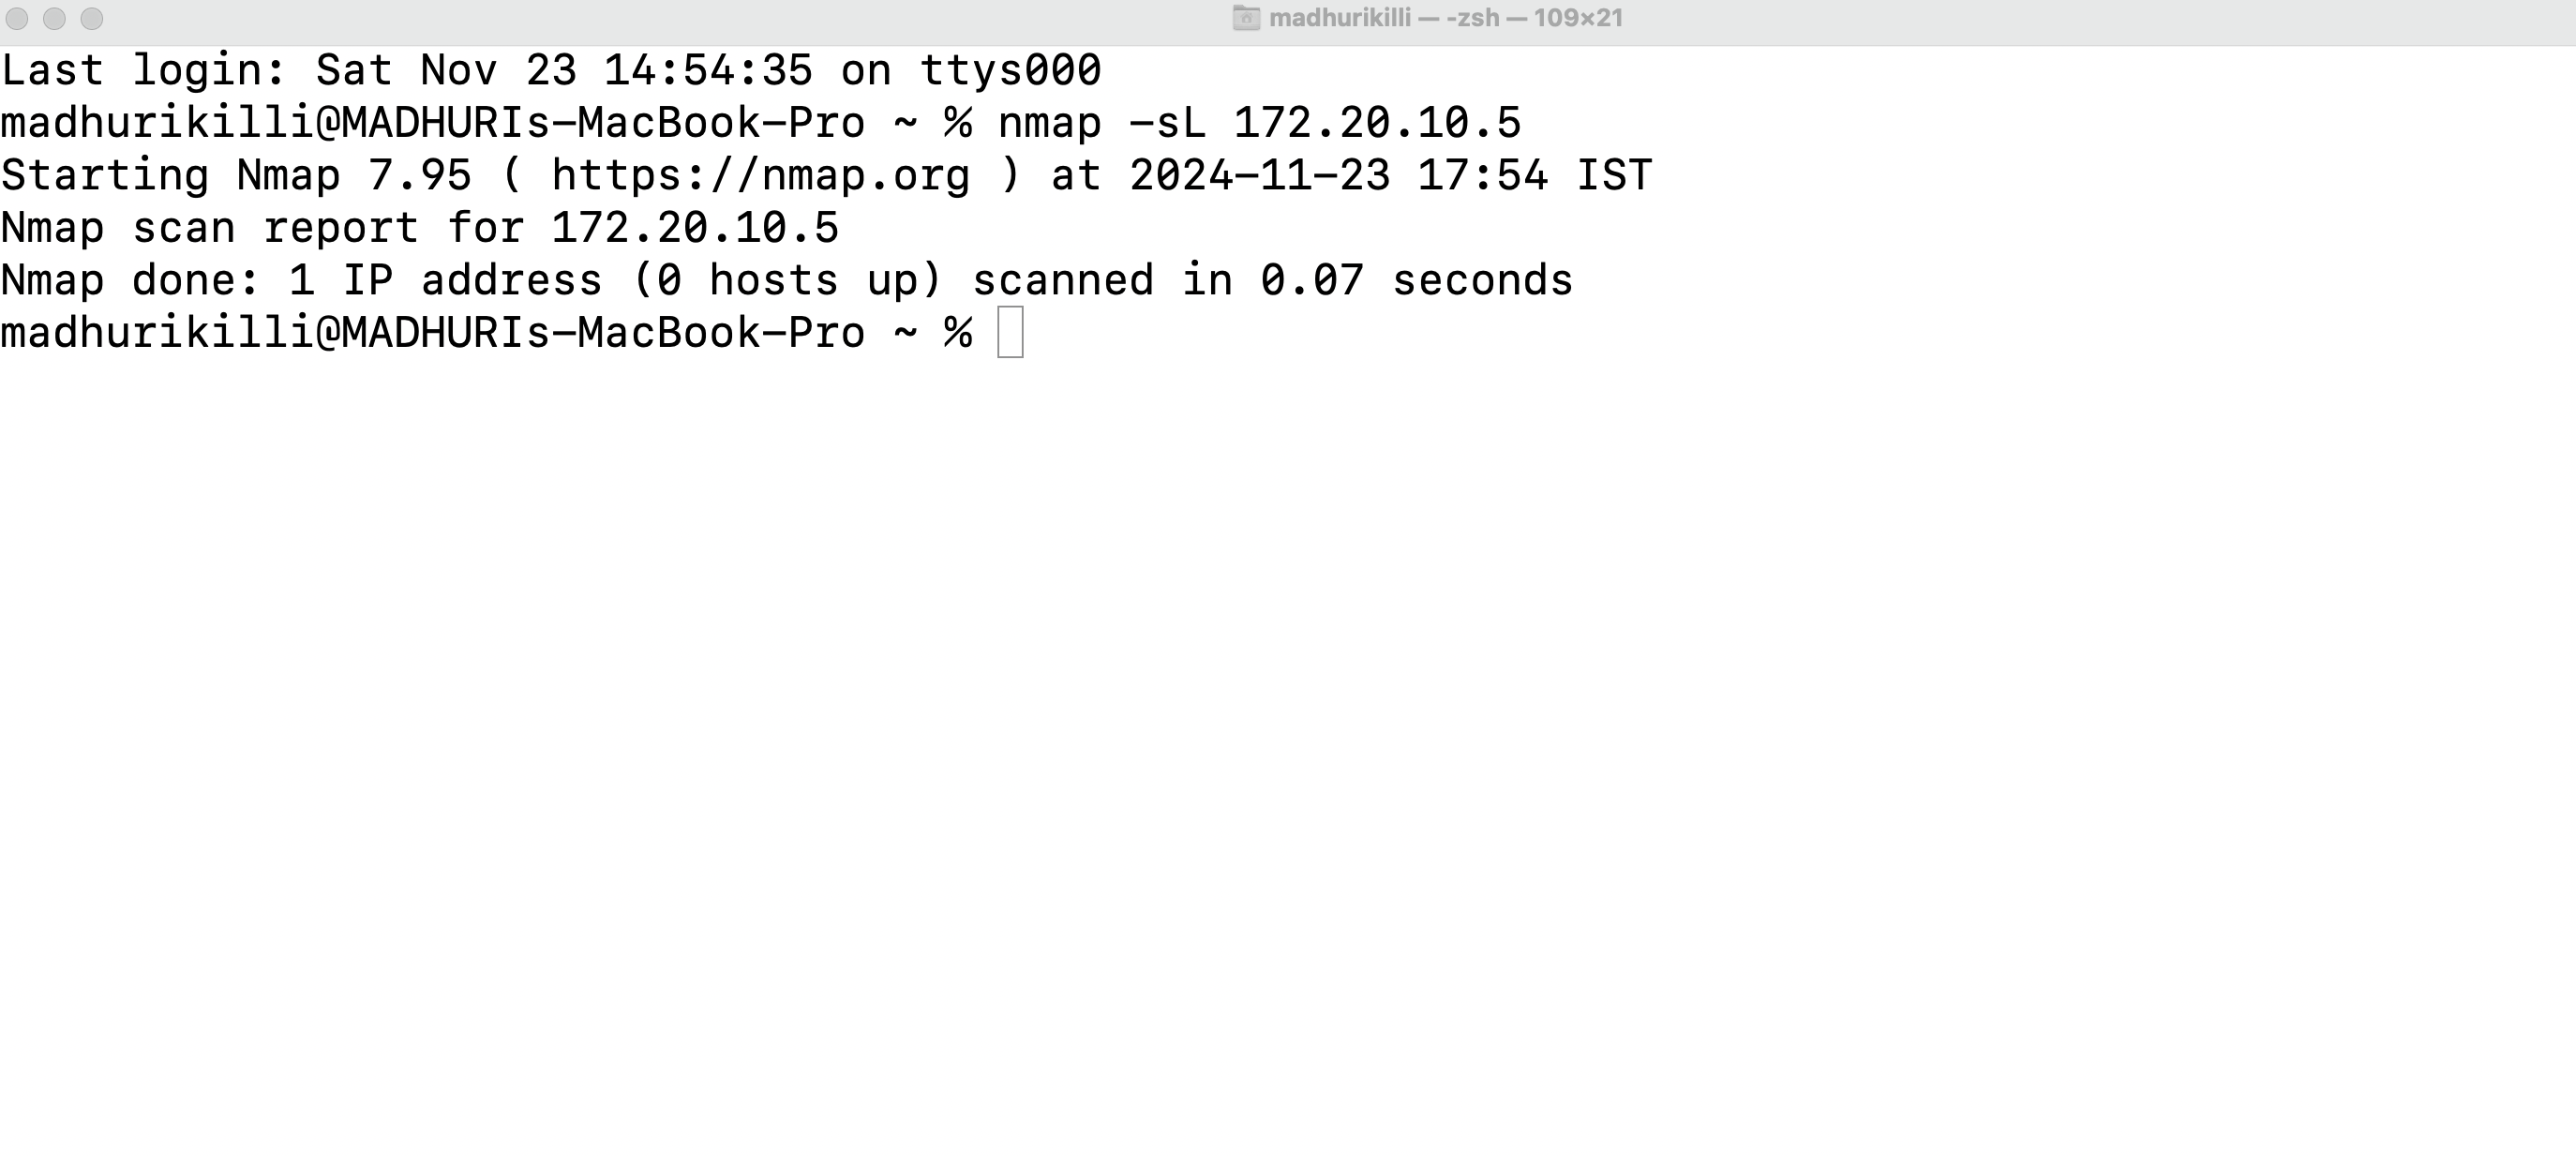 madhurikilli — -zsh — 109×21
Last login: Sat Nov 23 14:54:35 on ttys000
madhurikilli@MADHURIs-MacBook-Pro ~ % nmap -sL 172.20.10.5
Starting Nmap 7.95 ( https://nmap.org ) at 2024-11-23 17:54 IST
Nmap scan report for 172.20.10.5
Nmap done: 1 IP address (0 hosts up) scanned in 0.07 seconds
madhurikilli@MADHURIs-MacBook-Pro ~ %